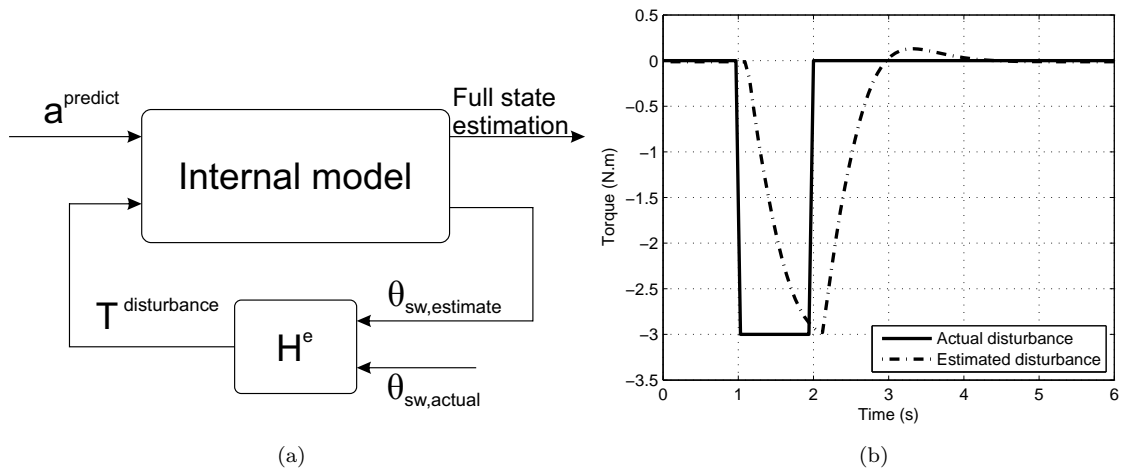 a^predict
Internal model
Full state
estimation
T^disturbance
H^e
θ_sw,estimate
θ_sw,actual
(a)
0.5
0
−0.5
−1
−1.5
−2
−2.5
−3
−3.5
Torque (N.m)
Actual disturbance
Estimated disturbance
0 1 2 3 4 5 6
Time (s)
(b)